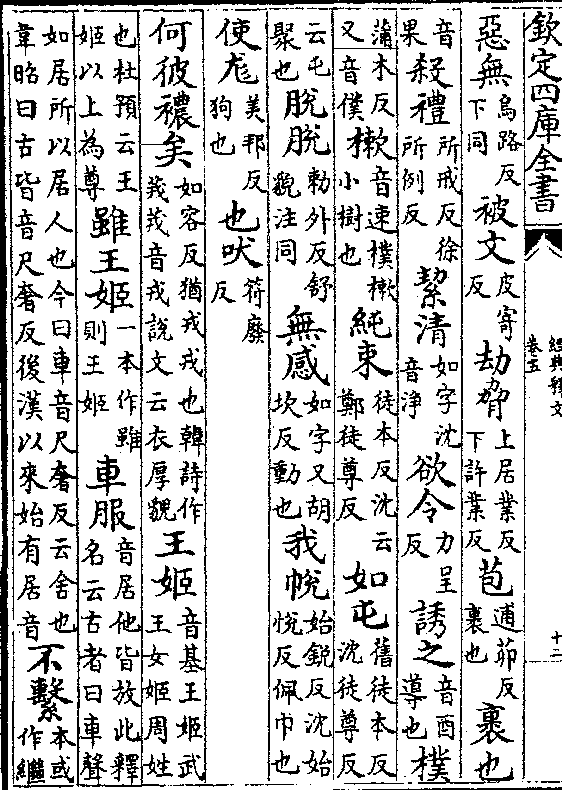 欽定四庫全書 經典釋文 卷五 十二
惡無烏路反下同被文皮寄反劫脅上居業反下許業反苞逋茆反裹也裹也
音果殺禮所戒反徐所例反絜清如字沈音淨欲令力呈反誘之音酉導也樸
蒲木反又音僕樕音速樸樕小樹也純束徒本反沈云鄭徒尊反如屯舊徒本反沈徒尊反
云屯聚也脫脫勅外反舒貌注同無感如字又胡坎反動也我帨始銳反沈始悅反佩巾也
使尨美邦反狗也也吠符廢反
何彼襛矣如容反猶戎戎也韓詩作茙茙音戎說文云衣厚貌王姬音基王姬武王女姬周姓
也杜預云王姬以上為尊雖王姬一本作雖則王姬車服音居他皆放此釋名云古者曰車聲
如居所以居人也今曰車音尺奢反云舍也韋昭曰古皆音尺奢反後漢以來始有居音不繫本或作繼